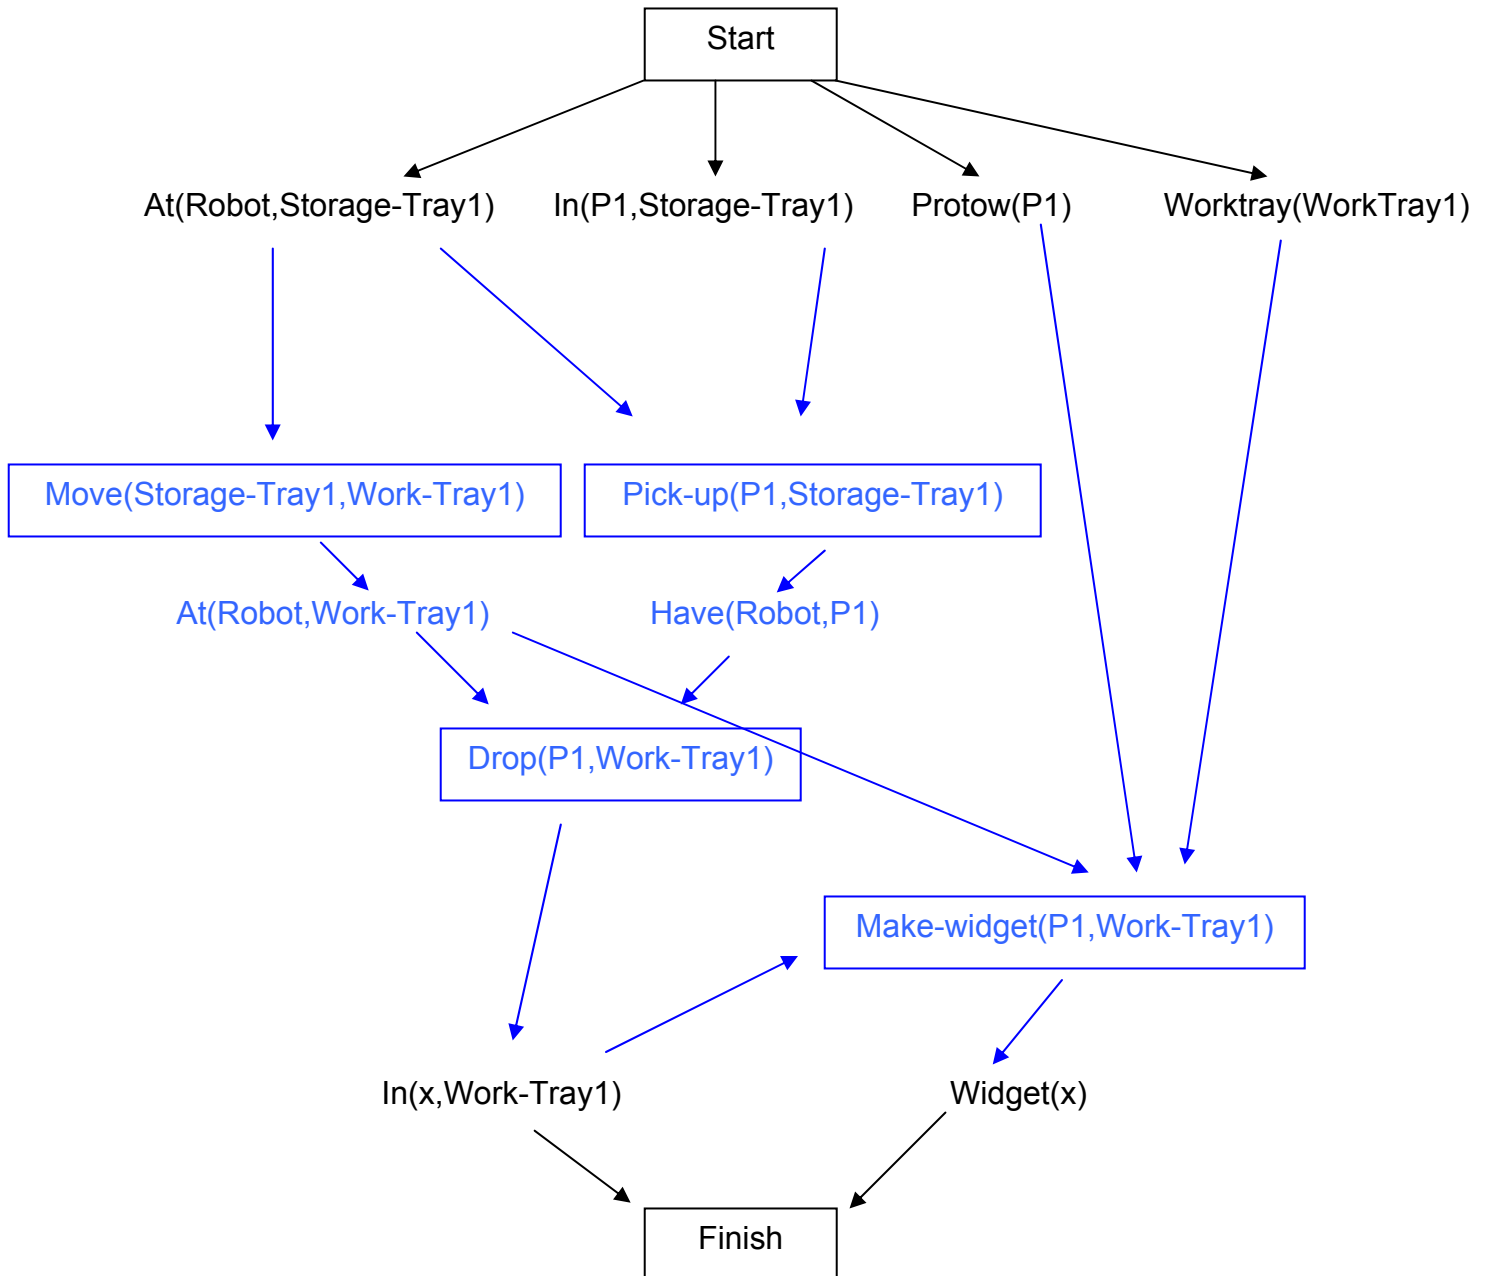 Start
At(Robot,Storage-Tray1)
In(P1,Storage-Tray1)
Protow(P1)
Worktray(WorkTray1)
Move(Storage-Tray1,Work-Tray1)
Pick-up(P1,Storage-Tray1)
At(Robot,Work-Tray1)
Have(Robot,P1)
Drop(P1,Work-Tray1)
Make-widget(P1,Work-Tray1)
In(x,Work-Tray1)
Widget(x)
Finish